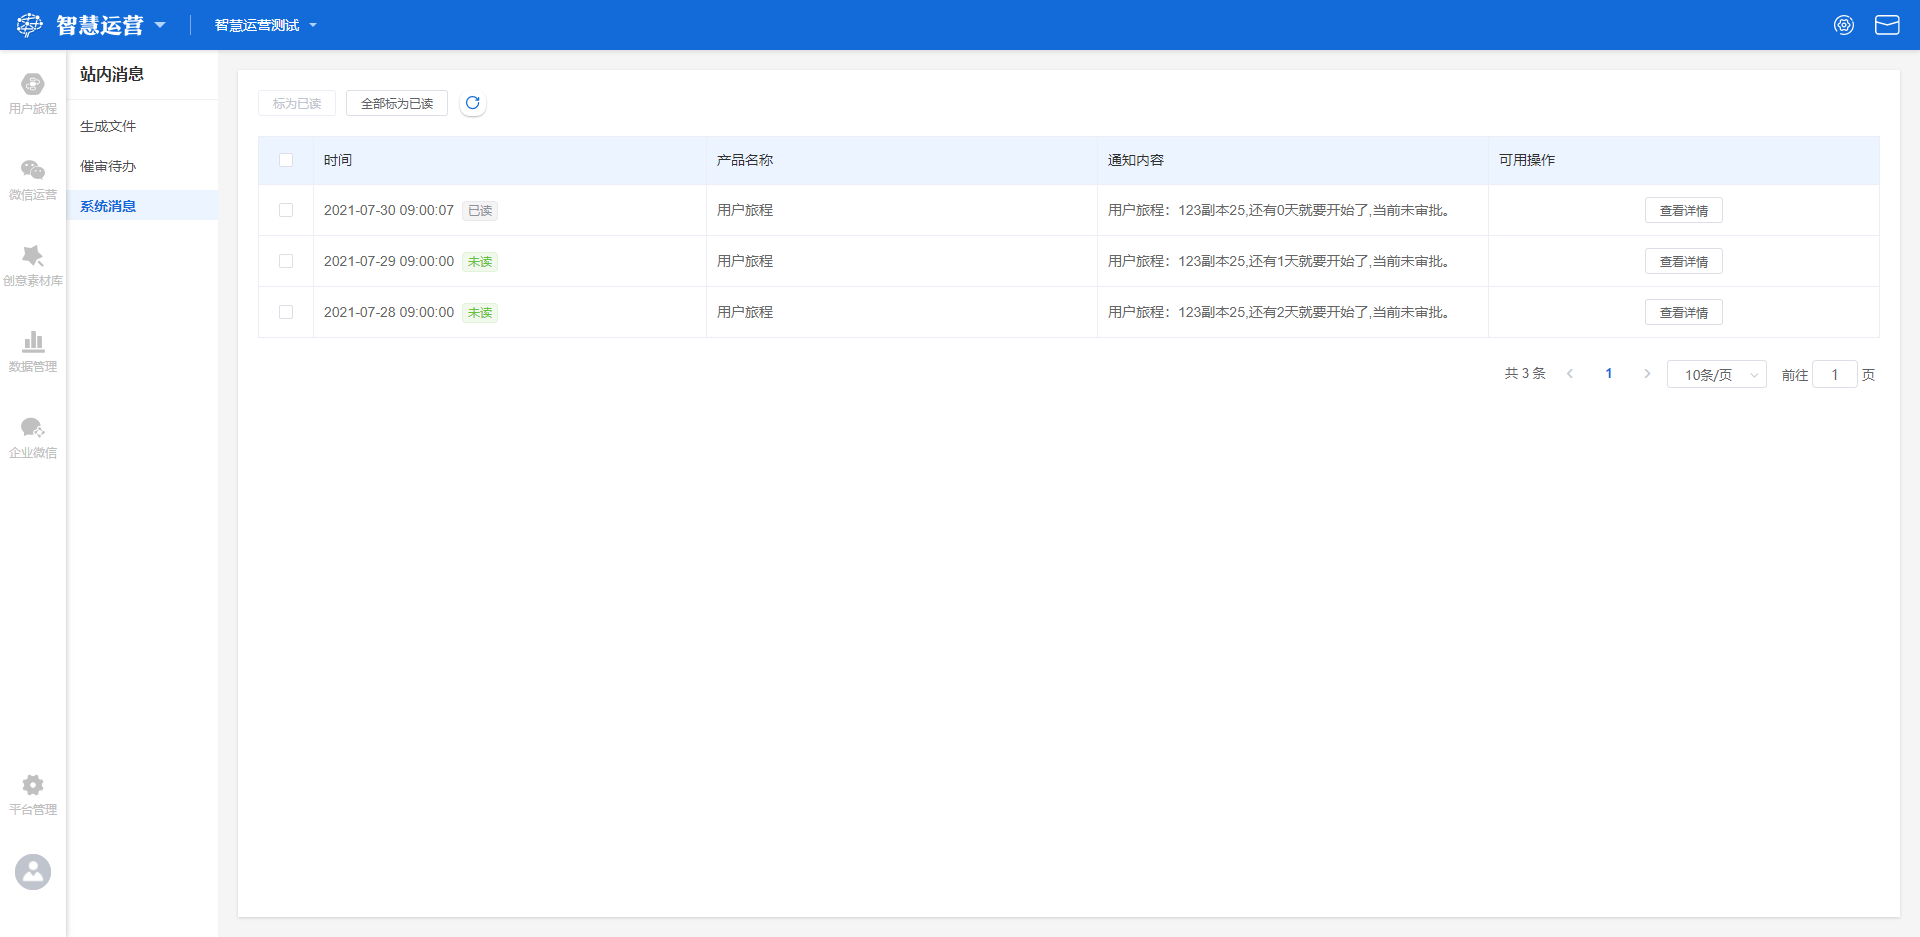 智慧运营
智慧运营测试
用户旅程
微信运营
创意素材库
数据管理
企业微信
平台管理
站内消息
生成文件
催审待办
系统消息
标为已读
全部标为已读
时间 产品名称 通知内容 可用操作
2021-07-30 09:00:07 已读 用户旅程 用户旅程：123副本25,还有0天就要开始了,当前未审批。 查看详情
2021-07-29 09:00:00 未读 用户旅程 用户旅程：123副本25,还有1天就要开始了,当前未审批。 查看详情
2021-07-28 09:00:00 未读 用户旅程 用户旅程：123副本25,还有2天就要开始了,当前未审批。 查看详情
共 3 条 1 10条/页 前往 1 页